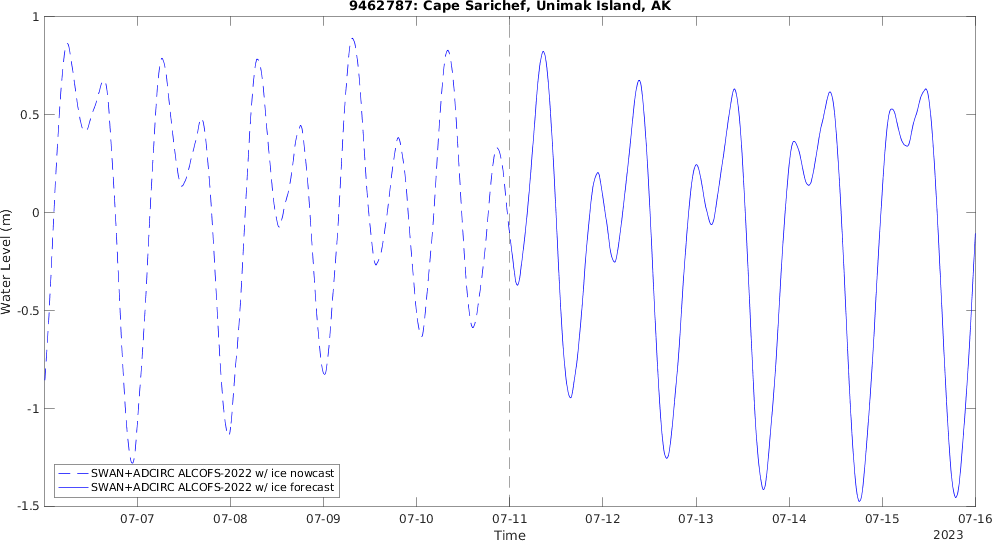 9462787: Cape Sarichef, Unimak Island, AK
1
0.5
0
-0.5
-1
-1.5
Water Level (m)
SWAN+ADCIRC ALCOFS-2022 w/ ice nowcast
SWAN+ADCIRC ALCOFS-2022 w/ ice forecast
07-07 07-08 07-09 07-10 07-11 07-12 07-13 07-14 07-15 07-16
Time
2023